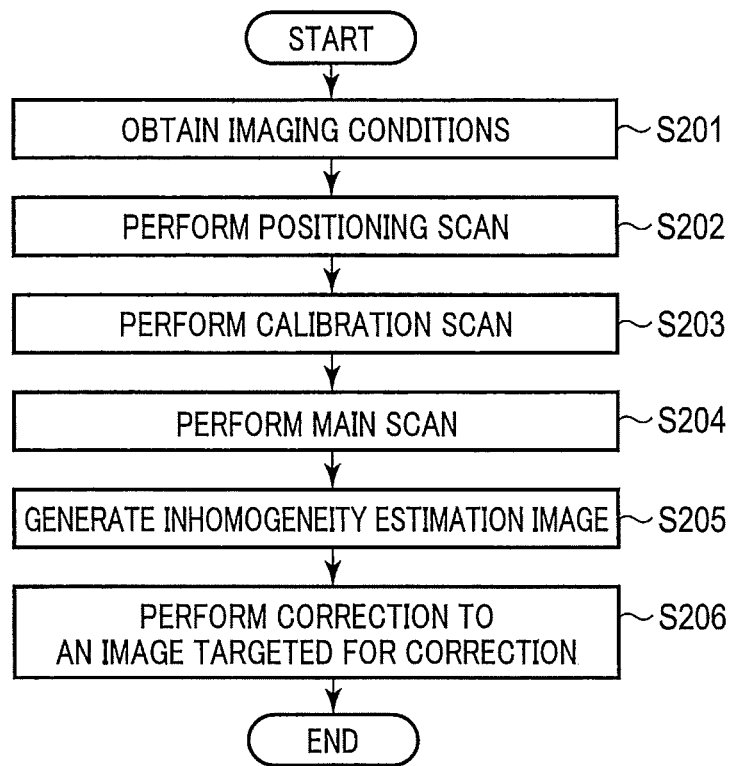 START
OBTAIN IMAGING CONDITIONS
S201
PERFORM POSITIONING SCAN
S202
PERFORM CALIBRATION SCAN
S203
PERFORM MAIN SCAN
S204
GENERATE INHOMOGENEITY ESTIMATION IMAGE
S205
PERFORM CORRECTION TO
AN IMAGE TARGETED FOR CORRECTION
S206
END